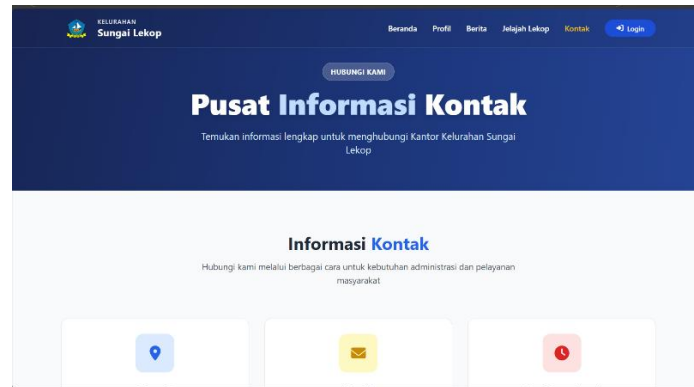 KELURAHAN
Sungai Lekop
Beranda Profil Berita Jelajah Lekop Kontak Login
HUBUNGI KAMI
Pusat Informasi Kontak
Temukan informasi lengkap untuk menghubungi Kantor Kelurahan Sungai
Lekop
Informasi Kontak
Hubungi kami melalui berbagai cara untuk kebutuhan administrasi dan pelayanan
masyarakat